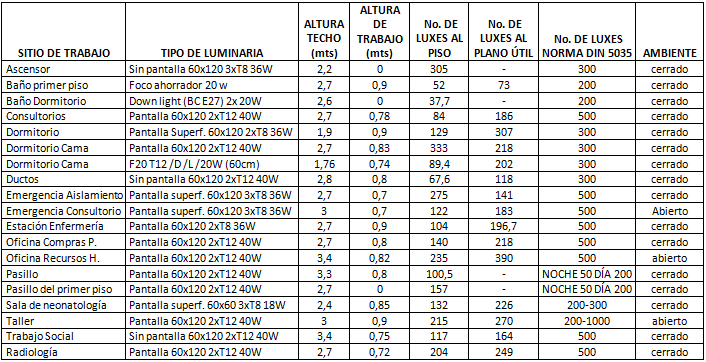 SITIO DE TRABAJO TIPO DE LUMINARIA ALTURA TECHO (mts) ALTURA DE TRABAJO (mts) No. DE LUXES AL PISO No. DE LUXES AL PLANO ÚTIL No. DE LUXES NORMA DIN 5035 AMBIENTE
Ascensor Sin pantalla 60x120 3xT8 36W 2,2 0 305 - 300 cerrado
Baño primer piso Foco ahorrador 20 w 2,7 0,9 52 73 200 cerrado
Baño Dormitorio Down light (BC E27) 2x 20W 2,6 0 37,7 - 200 cerrado
Consultorios Pantalla 60x120 2xT12 40W 2,7 0,78 84 186 500 cerrado
Dormitorio Pantalla Superf. 60x120 3xT8 36W 1,9 0,9 129 307 300 cerrado
Dormitorio Cama Pantalla 60x120 2xT12 40W 2,7 0,83 333 218 300 cerrado
Dormitorio Cama F20 T12 /D /L /20W (60cm) 1,76 0,74 89,4 202 300 cerrado
Ductos Sin pantalla 60x120 2xT12 40W 2,8 0,8 67,6 118 300 cerrado
Emergencia Aislamiento Pantalla superf. 60x120 3xT8 36W 2,7 0,7 275 141 500 cerrado
Emergencia Consultorio Pantalla superf. 60x120 3xT8 36W 3 0,7 122 183 500 Abierto
Estación Enfermería Pantalla 60x120 2xT8 36W 2,7 0,9 104 196,7 500 cerrado
Oficina Compras P. Pantalla 60x120 2xT12 40W 2,7 0,8 140 218 500 cerrado
Oficina Recursos H. Pantalla 60x120 2xT12 40W 3,4 0,82 235 390 500 abierto
Pasillo Pantalla 60x120 2xT12 40W 3,3 0,8 100,5 - NOCHE 50 DÍA 200 cerrado
Pasillo del primer piso Pantalla 60x120 2xT12 40W 2,7 0 157 - NOCHE 50 DÍA 200 cerrado
Sala de neonatología Pantalla superf. 60x60 3xT8 18W 2,4 0,85 132 226 200-300 cerrado
Taller Pantalla 60x120 2xT12 40W 3 0,9 215 270 200-1000 abierto
Trabajo Social Sin pantalla 60x120 2xT12 40W 3,4 0,75 117 164 500 cerrado
Radiología Pantalla 60x120 2xT12 40W 2,7 0,72 204 249 500 cerrado